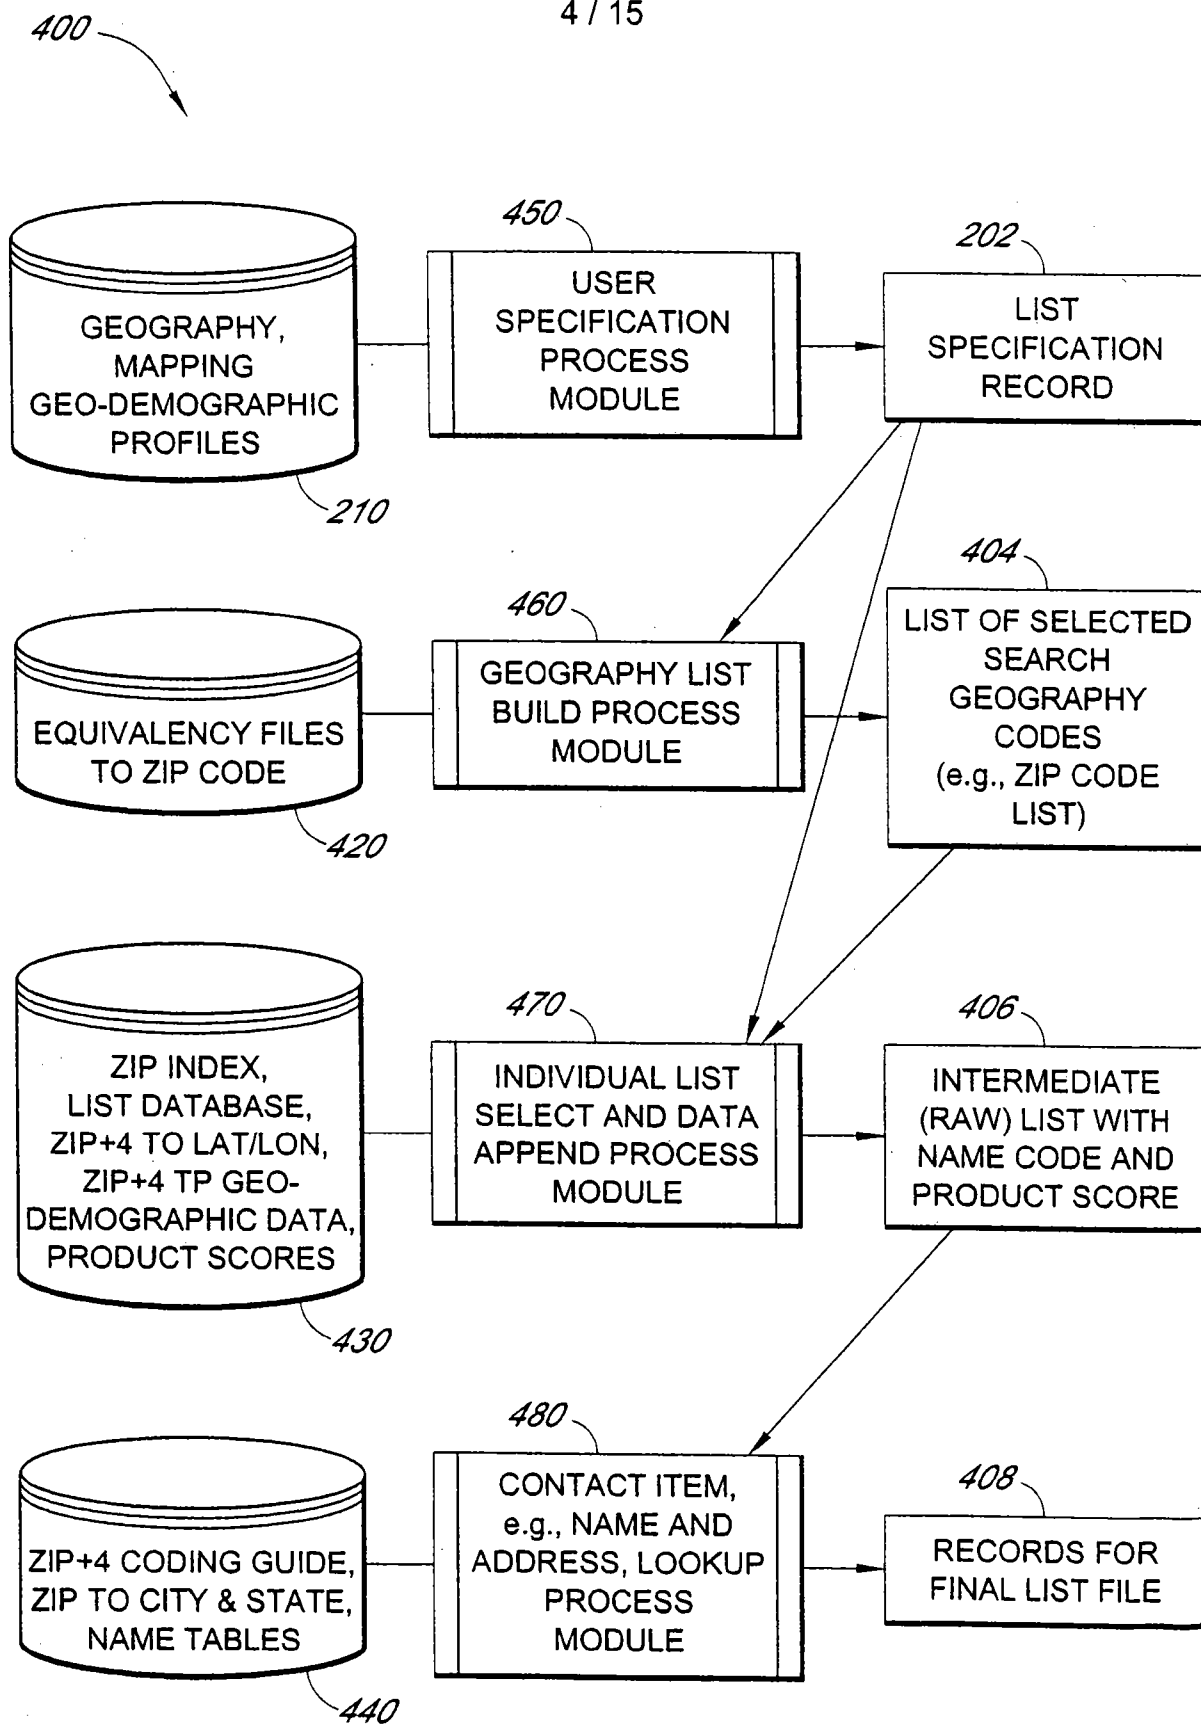 4 / 15
400
450
202
GEOGRAPHY,
MAPPING
GEO-DEMOGRAPHIC
PROFILES
USER
SPECIFICATION
PROCESS
MODULE
LIST
SPECIFICATION
RECORD
210
460
404
EQUIVALENCY FILES
TO ZIP CODE
GEOGRAPHY LIST
BUILD PROCESS
MODULE
LIST OF SELECTED
SEARCH
GEOGRAPHY
CODES
(e.g., ZIP CODE
LIST)
420
470
406
ZIP INDEX,
LIST DATABASE,
ZIP+4 TO LAT/LON,
ZIP+4 TP GEO-
DEMOGRAPHIC DATA,
PRODUCT SCORES
INDIVIDUAL LIST
SELECT AND DATA
APPEND PROCESS
MODULE
INTERMEDIATE
(RAW) LIST WITH
NAME CODE AND
PRODUCT SCORE
430
480
408
ZIP+4 CODING GUIDE,
ZIP TO CITY & STATE,
NAME TABLES
CONTACT ITEM,
e.g., NAME AND
ADDRESS, LOOKUP
PROCESS
MODULE
RECORDS FOR
FINAL LIST FILE
440